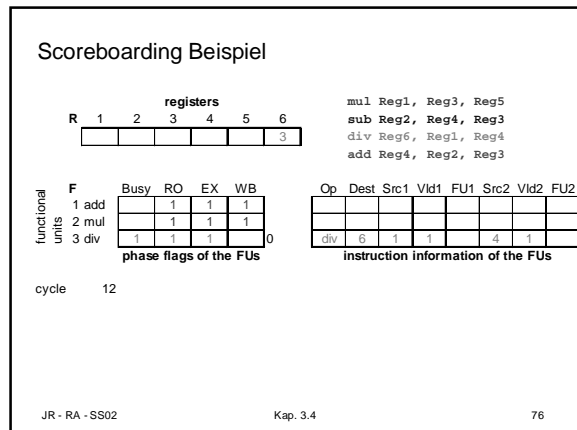 Scoreboarding Beispiel
registers
R 1 2 3 4 5 6
3
mul Reg1, Reg3, Reg5
sub Reg2, Reg4, Reg3
div Reg6, Reg1, Reg4
add Reg4, Reg2, Reg3
functional units
F Busy RO EX WB
1 add 1 1 1
2 mul 1 1 1
3 div 1 1 1 0
phase flags of the FUs
Op Dest Src1 Vld1 FU1 Src2 Vld2 FU2
div 6 1 1 4 1
instruction information of the FUs
cycle 12
JR - RA - SS02 Kap. 3.4 76